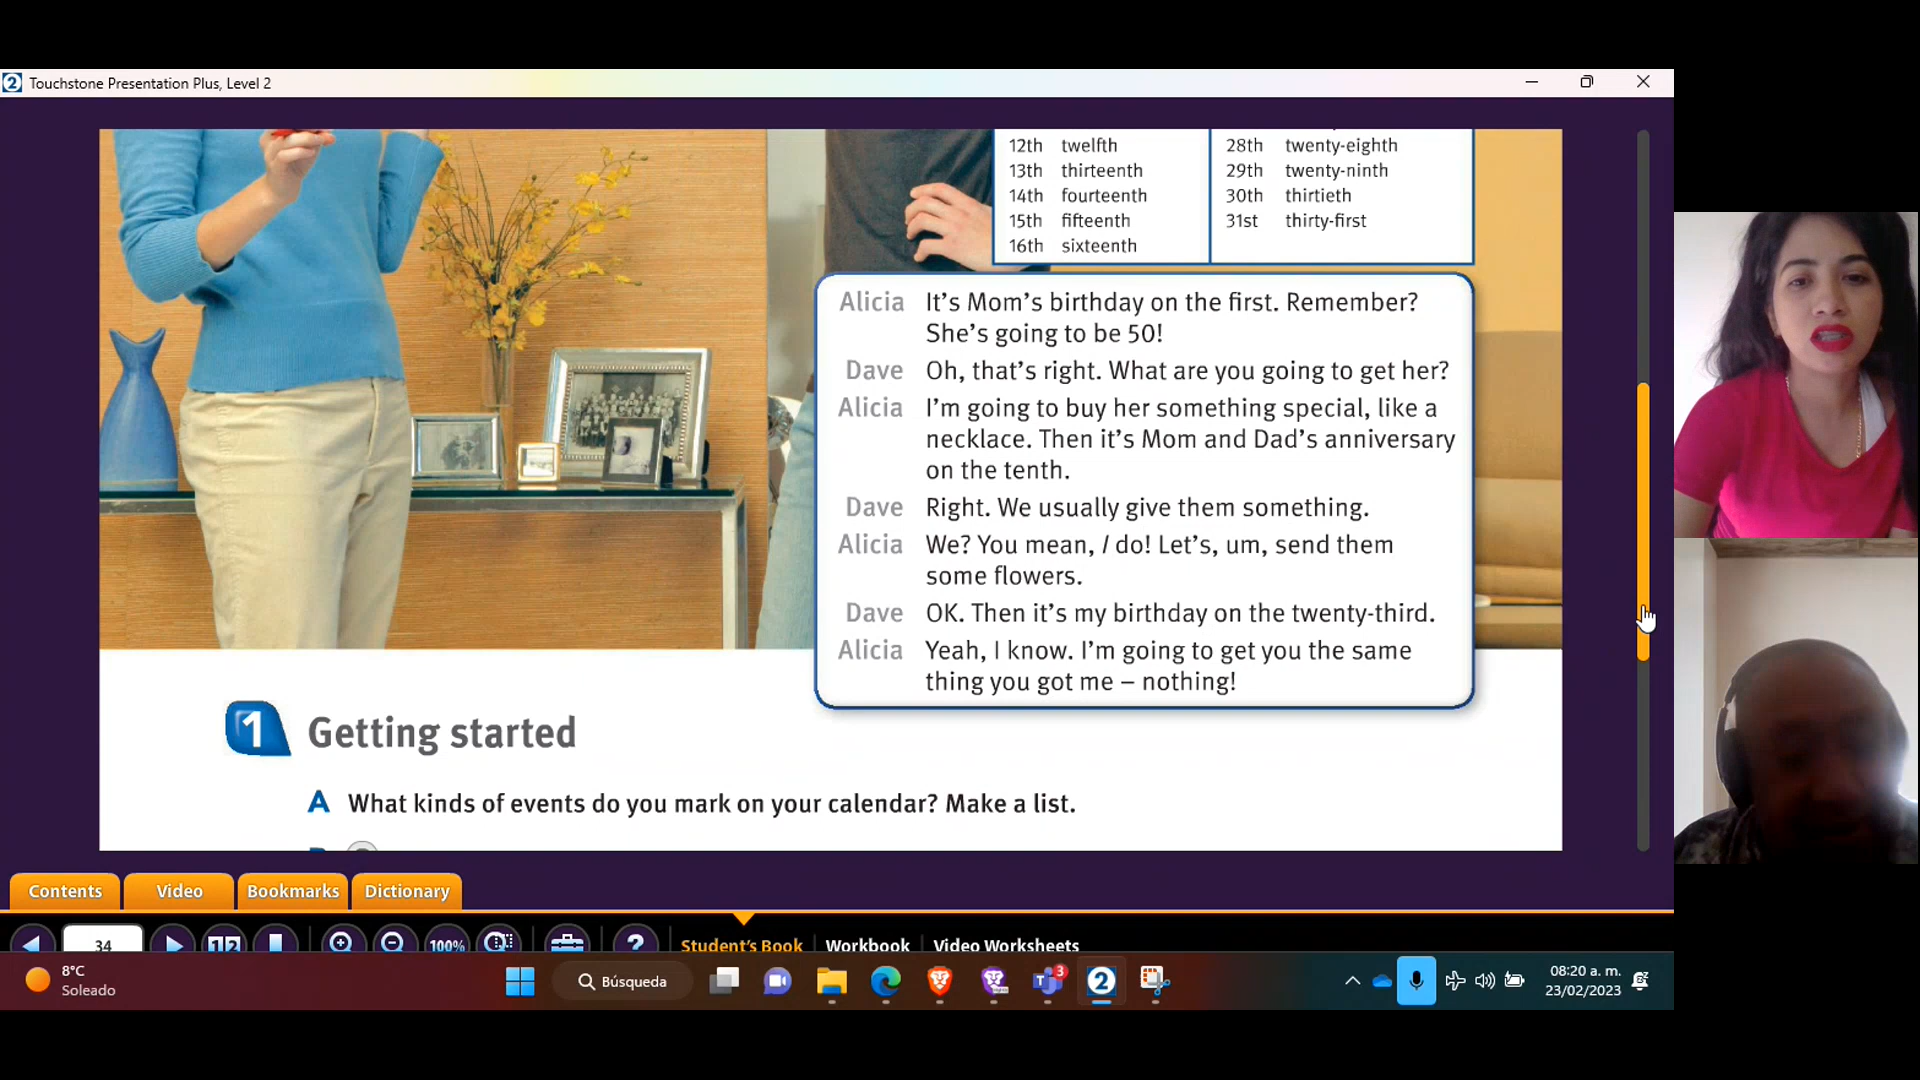 Touchstone Presentation Plus, Level 2
12th twelfth
13th thirteenth
14th fourteenth
15th fifteenth
16th sixteenth
28th twenty-eighth
29th twenty-ninth
30th thirtieth
31st thirty-first
Alicia It's Mom's birthday on the first. Remember?
She's going to be 50!
Dave Oh, that's right. What are you going to get her?
Alicia I'm going to buy her something special, like a
necklace. Then it's Mom and Dad's anniversary
on the tenth.
Dave Right. We usually give them something.
Alicia We? You mean, I do! Let's, um, send them
some flowers.
Dave OK. Then it's my birthday on the twenty-third.
Alicia Yeah, I know. I'm going to get you the same
thing you got me – nothing!
1 Getting started
A What kinds of events do you mark on your calendar? Make a list.
Contents Video Bookmarks Dictionary
34 1 2 100% ? Student's Book Workbook Video Worksheets
8°C
Soleado
Búsqueda
3
2
08:20 a. m.
23/02/2023